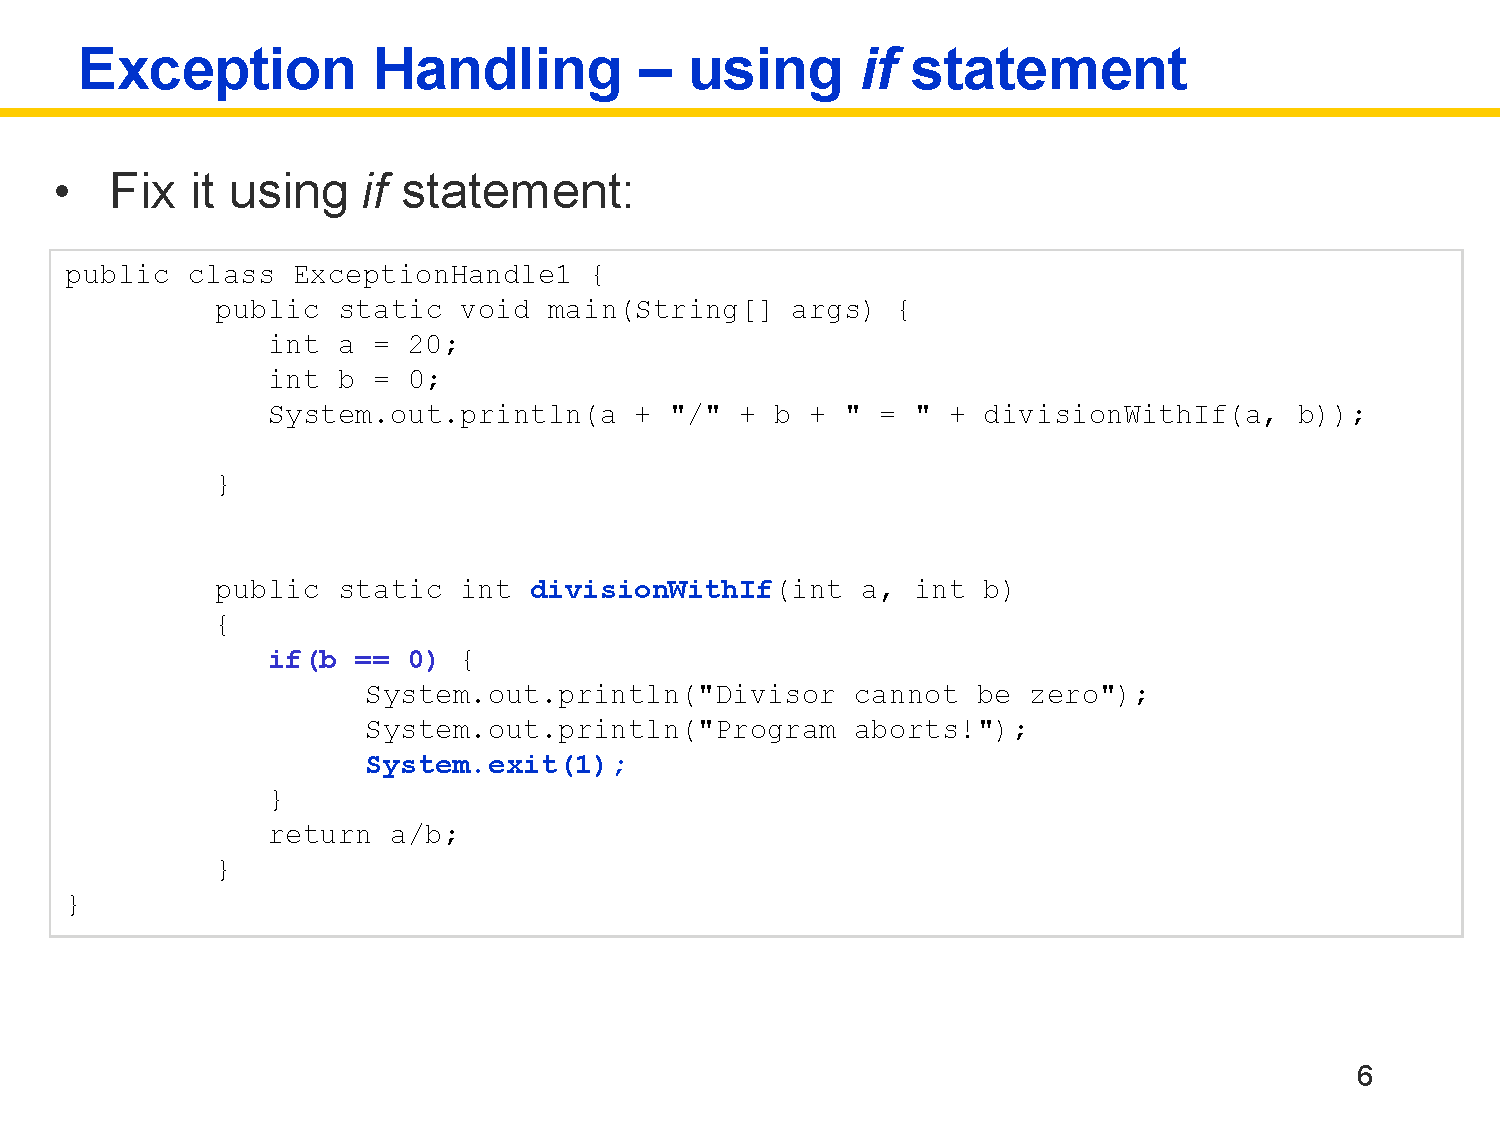 Exception Handling – using if statement
• Fix it using if statement:
public class ExceptionHandle1 {
public static void main(String[] args) {
int a = 20;
int b = 0;
System.out.println(a + "/" + b + " = " + divisionWithIf(a, b));
}
public static int divisionWithIf(int a, int b)
{
if(b == 0) {
System.out.println("Divisor cannot be zero");
System.out.println("Program aborts!");
System.exit(1);
}
return a/b;
}
}
6